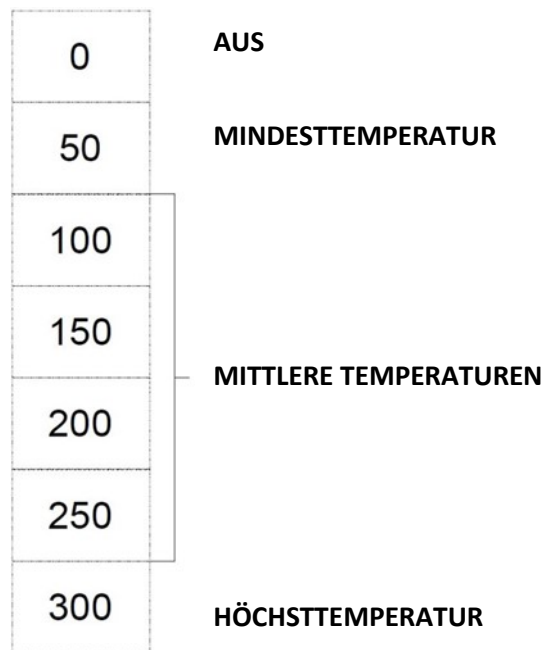 0 AUS
50 MINDESTTEMPERATUR
100
150
MITTLERE TEMPERATUREN
200
250
300 HÖCHSTTEMPERATUR